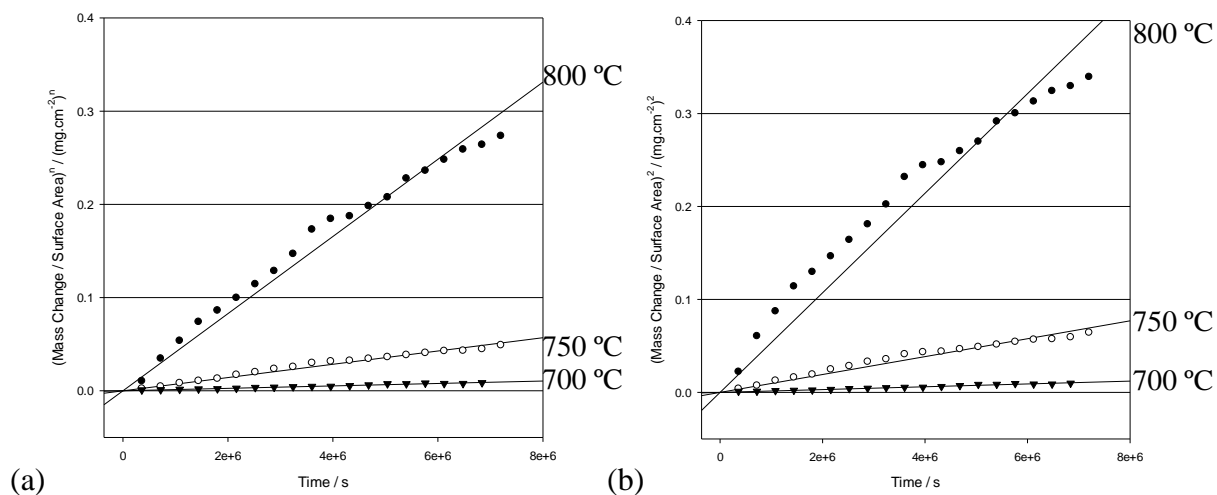 (Mass Change / Surface Area)ⁿ / (mg.cm⁻²)ⁿ
0.4
0.3
0.2
0.1
0.0
0
2e+6
4e+6
6e+6
8e+6
Time / s
800 ºC
750 ºC
700 ºC
(a)
(Mass Change / Surface Area)² / (mg.cm⁻²)²
0.4
0.3
0.2
0.1
0.0
0
2e+6
4e+6
6e+6
8e+6
Time / s
800 ºC
750 ºC
700 ºC
(b)